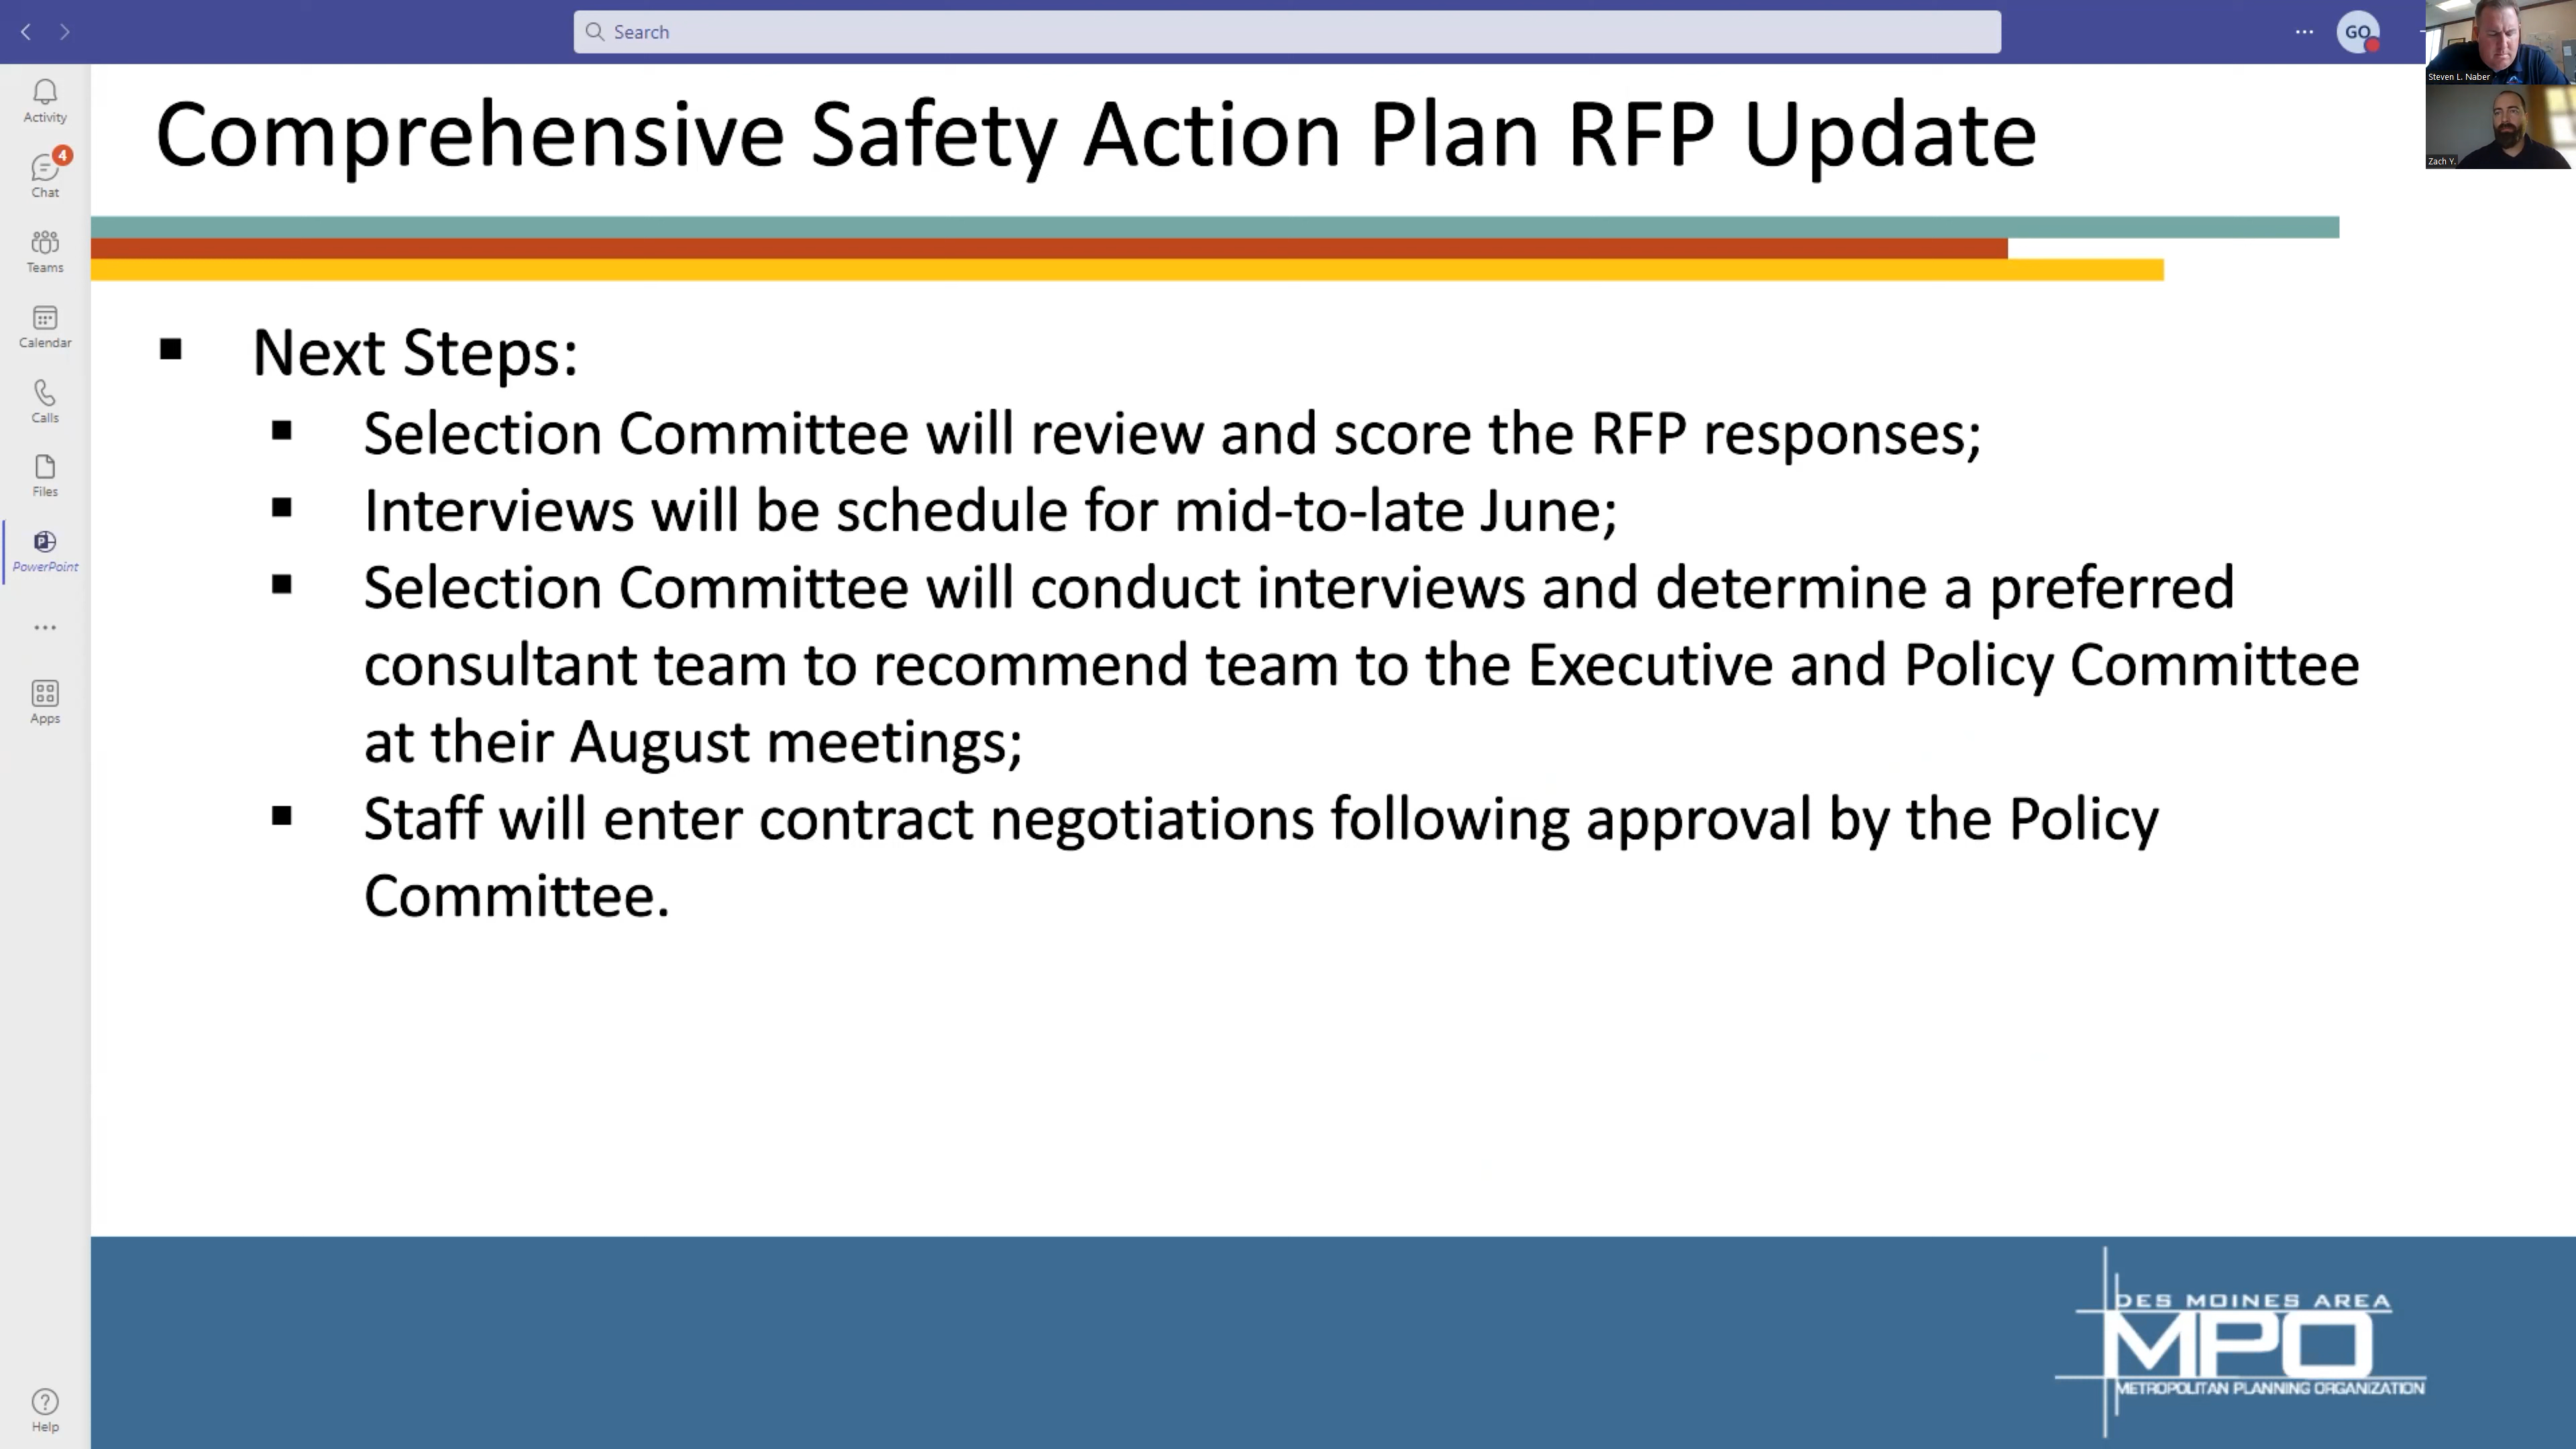 Search
GO
Steven L. Naber
Zach Y.
Activity
4
Chat
Teams
Calendar
Calls
Files
PowerPoint
Apps
Help
Comprehensive Safety Action Plan RFP Update
Next Steps:
Selection Committee will review and score the RFP responses;
Interviews will be schedule for mid-to-late June;
Selection Committee will conduct interviews and determine a preferred
consultant team to recommend team to the Executive and Policy Committee
at their August meetings;
Staff will enter contract negotiations following approval by the Policy
Committee.
DES MOINES AREA
MPO
METROPOLITAN PLANNING ORGANIZATION